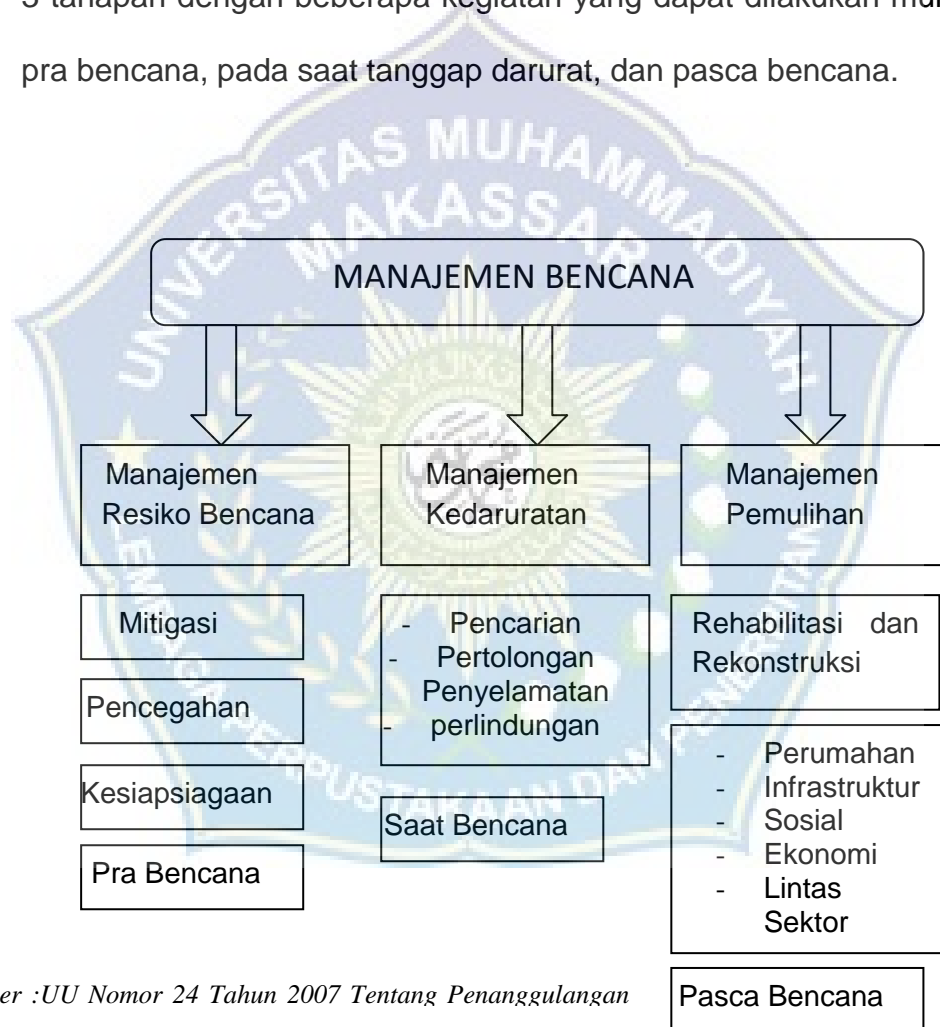 tahapan dengan beberapa kegiatan yang dapat dilakukan
pra bencana, pada saat tanggap darurat, dan pasca bencana.
UNIVERSITAS MUHAMMADIYAH
MAKASSAR
LEMBAGA PERPUSTAKAAN DAN PENERBITAN
MANAJEMEN BENCANA
Manajemen
Resiko Bencana
Mitigasi
Pencegahan
Kesiapsiagaan
Pra Bencana
Manajemen
Kedaruratan
- Pencarian
- Pertolongan
Penyelamatan
- perlindungan
Saat Bencana
Manajemen
Pemulihan
Rehabilitasi dan
Rekonstruksi
- Perumahan
- Infrastruktur
- Sosial
- Ekonomi
- Lintas
Sektor
Pasca Bencana
er :UU Nomor 24 Tahun 2007 Tentang Penanggulangan